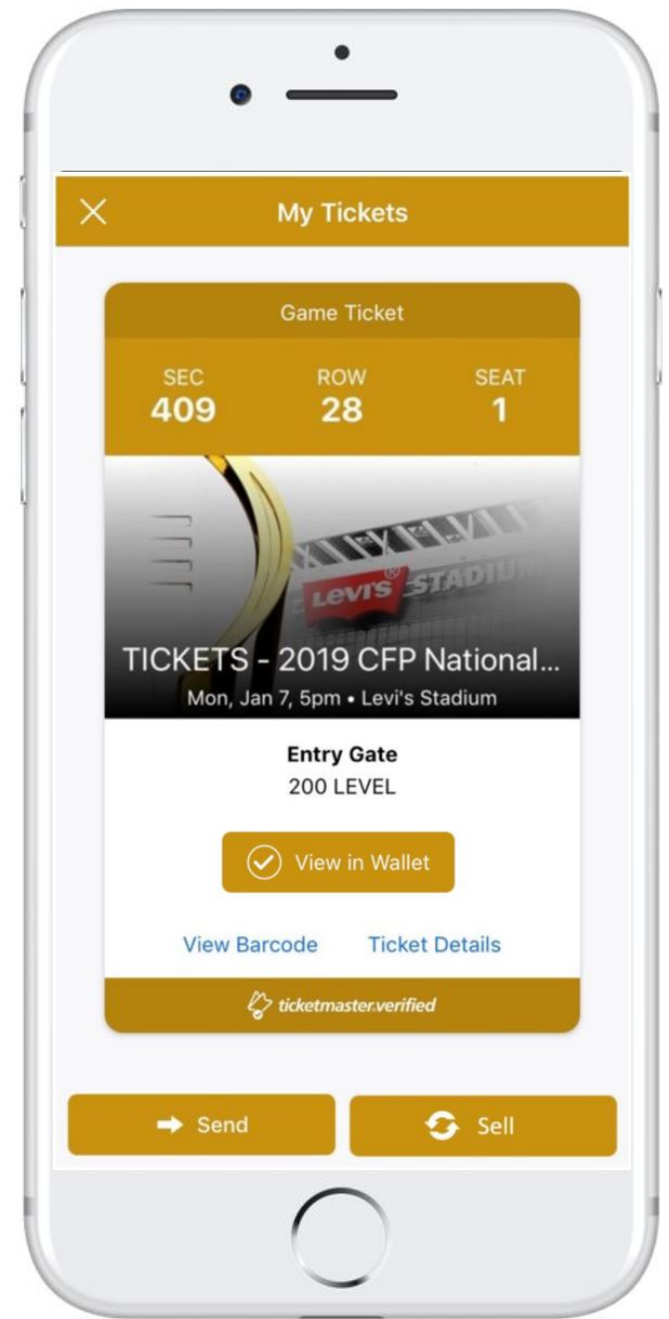 My Tickets
Game Ticket
SEC ROW SEAT
409 28 1
LEVI'S® STADIUM
TICKETS - 2019 CFP National...
Mon, Jan 7, 5pm • Levi's Stadium
Entry Gate
200 LEVEL
View in Wallet
View Barcode Ticket Details
ticketmaster.verified
Send Sell